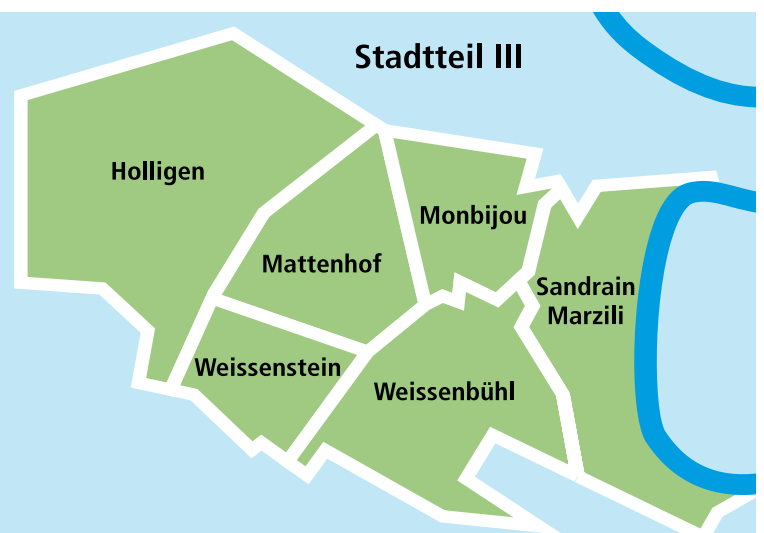 Stadtteil III
Holligen
Monbijou
Mattenhof
Sandrain
Marzili
Weissenstein
Weissenbühl